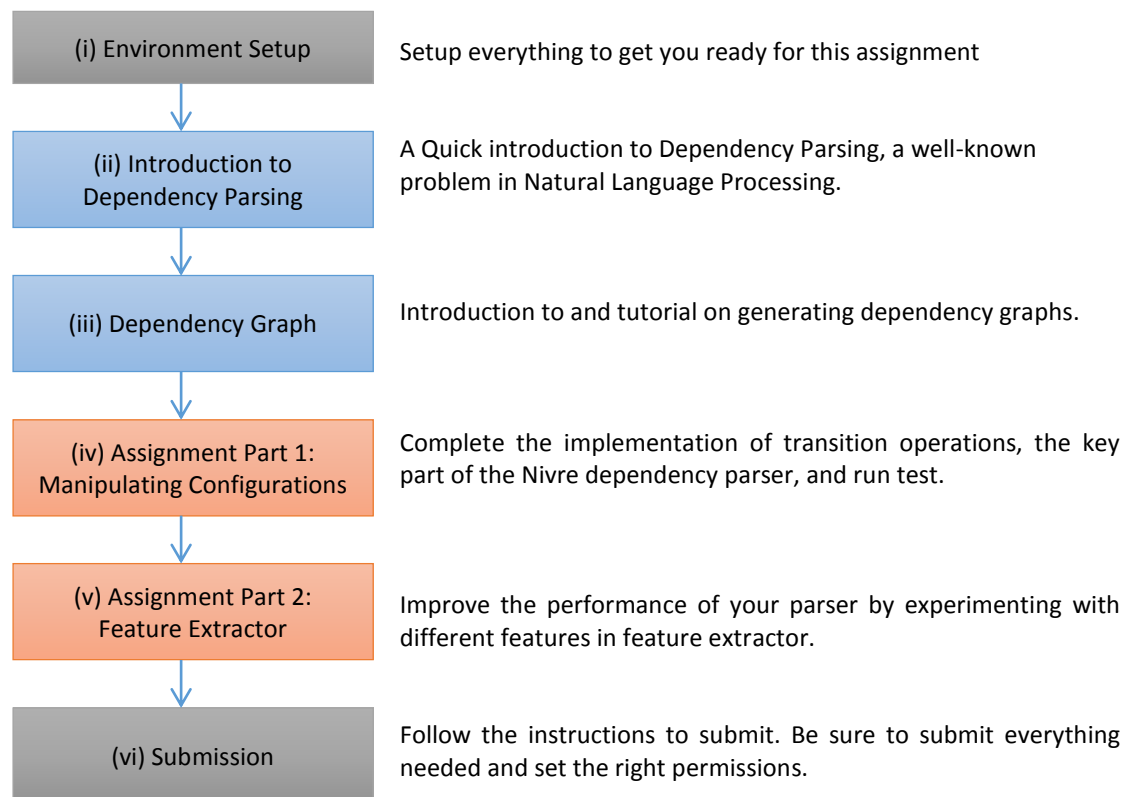 (i) Environment Setup
Setup everything to get you ready for this assignment
(ii) Introduction to
Dependency Parsing
A Quick introduction to Dependency Parsing, a well-known
problem in Natural Language Processing.
(iii) Dependency Graph
Introduction to and tutorial on generating dependency graphs.
(iv) Assignment Part 1:
Manipulating Configurations
Complete the implementation of transition operations, the key
part of the Nivre dependency parser, and run test.
(v) Assignment Part 2:
Feature Extractor
Improve the performance of your parser by experimenting with
different features in feature extractor.
(vi) Submission
Follow the instructions to submit. Be sure to submit everything
needed and set the right permissions.